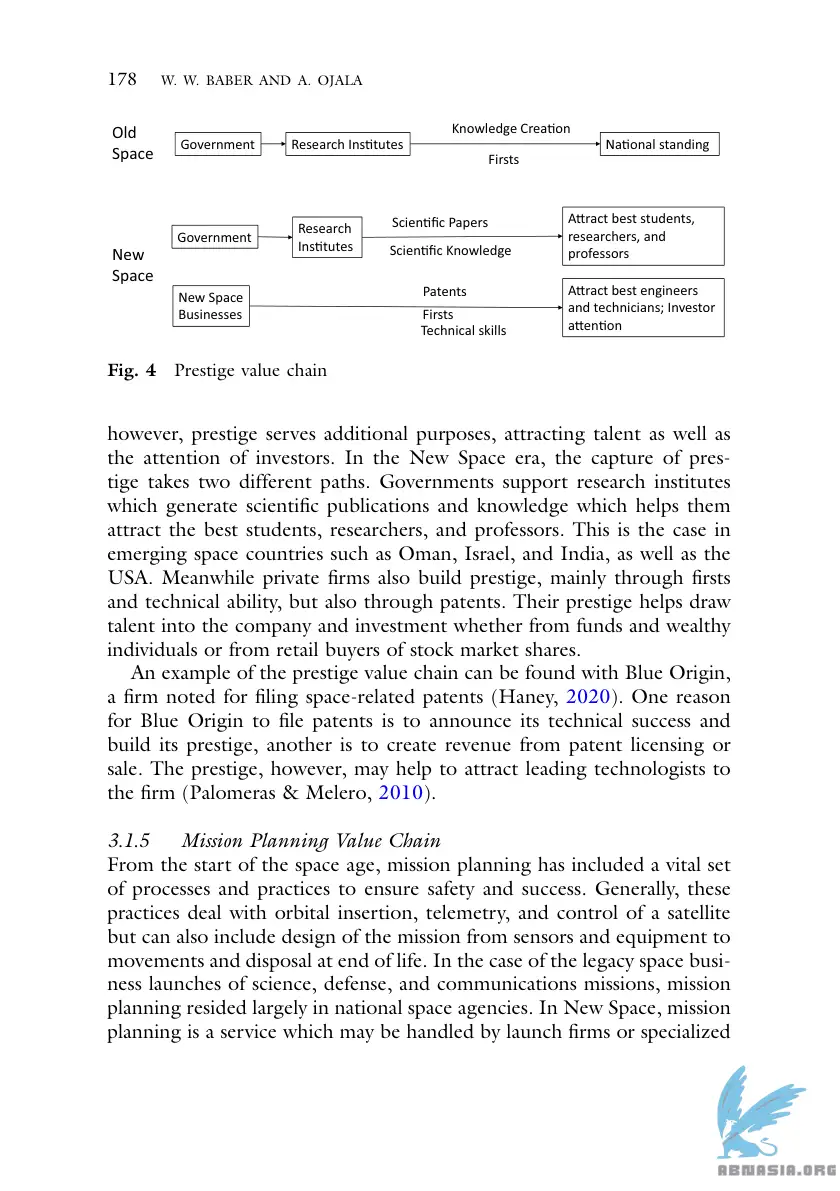 178 W. W. BABER AND A. OJALA
Old
Space
Government
Research Institutes
Knowledge Creation
Firsts
National standing
New
Space
Government
Research
Institutes
Scientific Papers
Scientific Knowledge
Attract best students,
researchers, and
professors
New Space
Businesses
Patents
Firsts
Technical skills
Attract best engineers
and technicians; Investor
attention
Fig. 4 Prestige value chain
however, prestige serves additional purposes, attracting talent as well as
the attention of investors. In the New Space era, the capture of pres-
tige takes two different paths. Governments support research institutes
which generate scientific publications and knowledge which helps them
attract the best students, researchers, and professors. This is the case in
emerging space countries such as Oman, Israel, and India, as well as the
USA. Meanwhile private firms also build prestige, mainly through firsts
and technical ability, but also through patents. Their prestige helps draw
talent into the company and investment whether from funds and wealthy
individuals or from retail buyers of stock market shares.
An example of the prestige value chain can be found with Blue Origin,
a firm noted for filing space-related patents (Haney, 2020). One reason
for Blue Origin to file patents is to announce its technical success and
build its prestige, another is to create revenue from patent licensing or
sale. The prestige, however, may help to attract leading technologists to
the firm (Palomeras & Melero, 2010).
3.1.5 Mission Planning Value Chain
From the start of the space age, mission planning has included a vital set
of processes and practices to ensure safety and success. Generally, these
practices deal with orbital insertion, telemetry, and control of a satellite
but can also include design of the mission from sensors and equipment to
movements and disposal at end of life. In the case of the legacy space busi-
ness launches of science, defense, and communications missions, mission
planning resided largely in national space agencies. In New Space, mission
planning is a service which may be handled by launch firms or specialized
ABNASIA.ORG